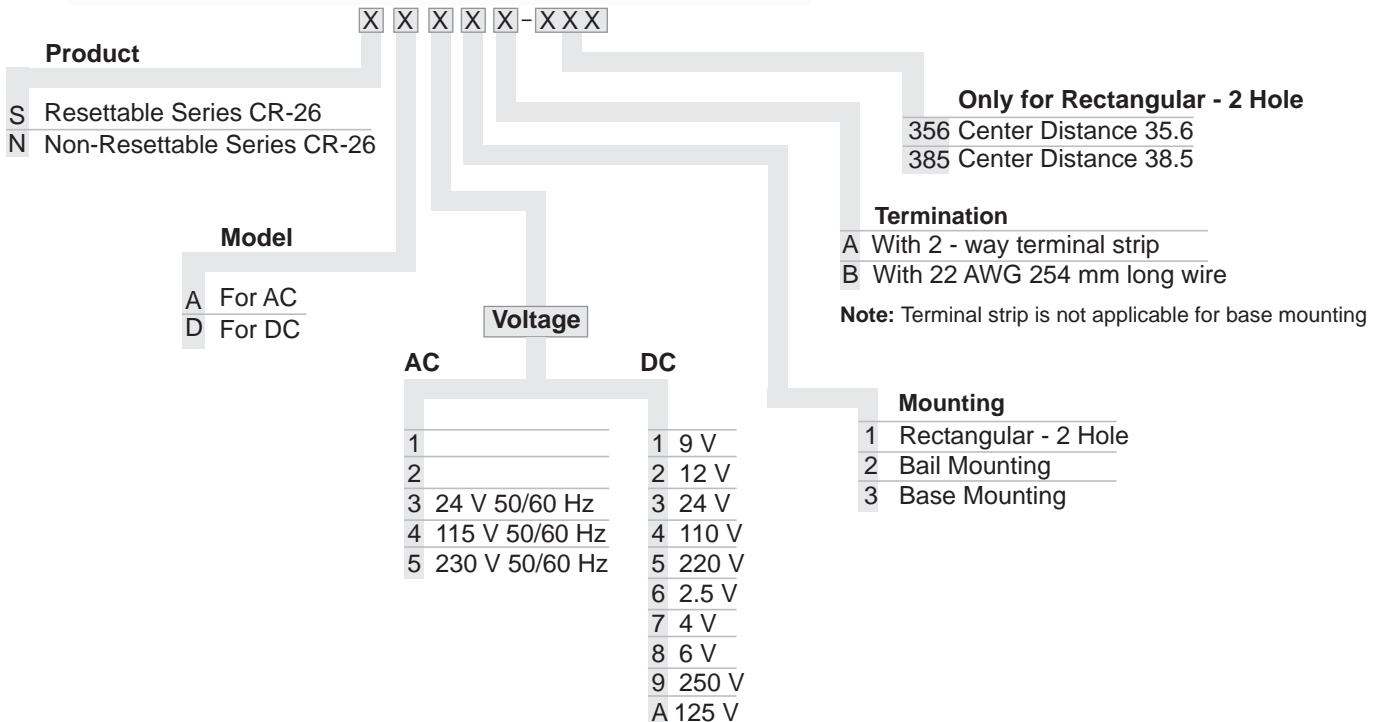 X X X X X - X X X
Product
S Resettable Series CR-26
N Non-Resettable Series CR-26
Model
A For AC
D For DC
Voltage
AC
1
2
3 24 V 50/60 Hz
4 115 V 50/60 Hz
5 230 V 50/60 Hz
DC
1 9 V
2 12 V
3 24 V
4 110 V
5 220 V
6 2.5 V
7 4 V
8 6 V
9 250 V
A 125 V
Mounting
1 Rectangular - 2 Hole
2 Bail Mounting
3 Base Mounting
Termination
A With 2 - way terminal strip
B With 22 AWG 254 mm long wire
Note: Terminal strip is not applicable for base mounting
Only for Rectangular - 2 Hole
356 Center Distance 35.6
385 Center Distance 38.5